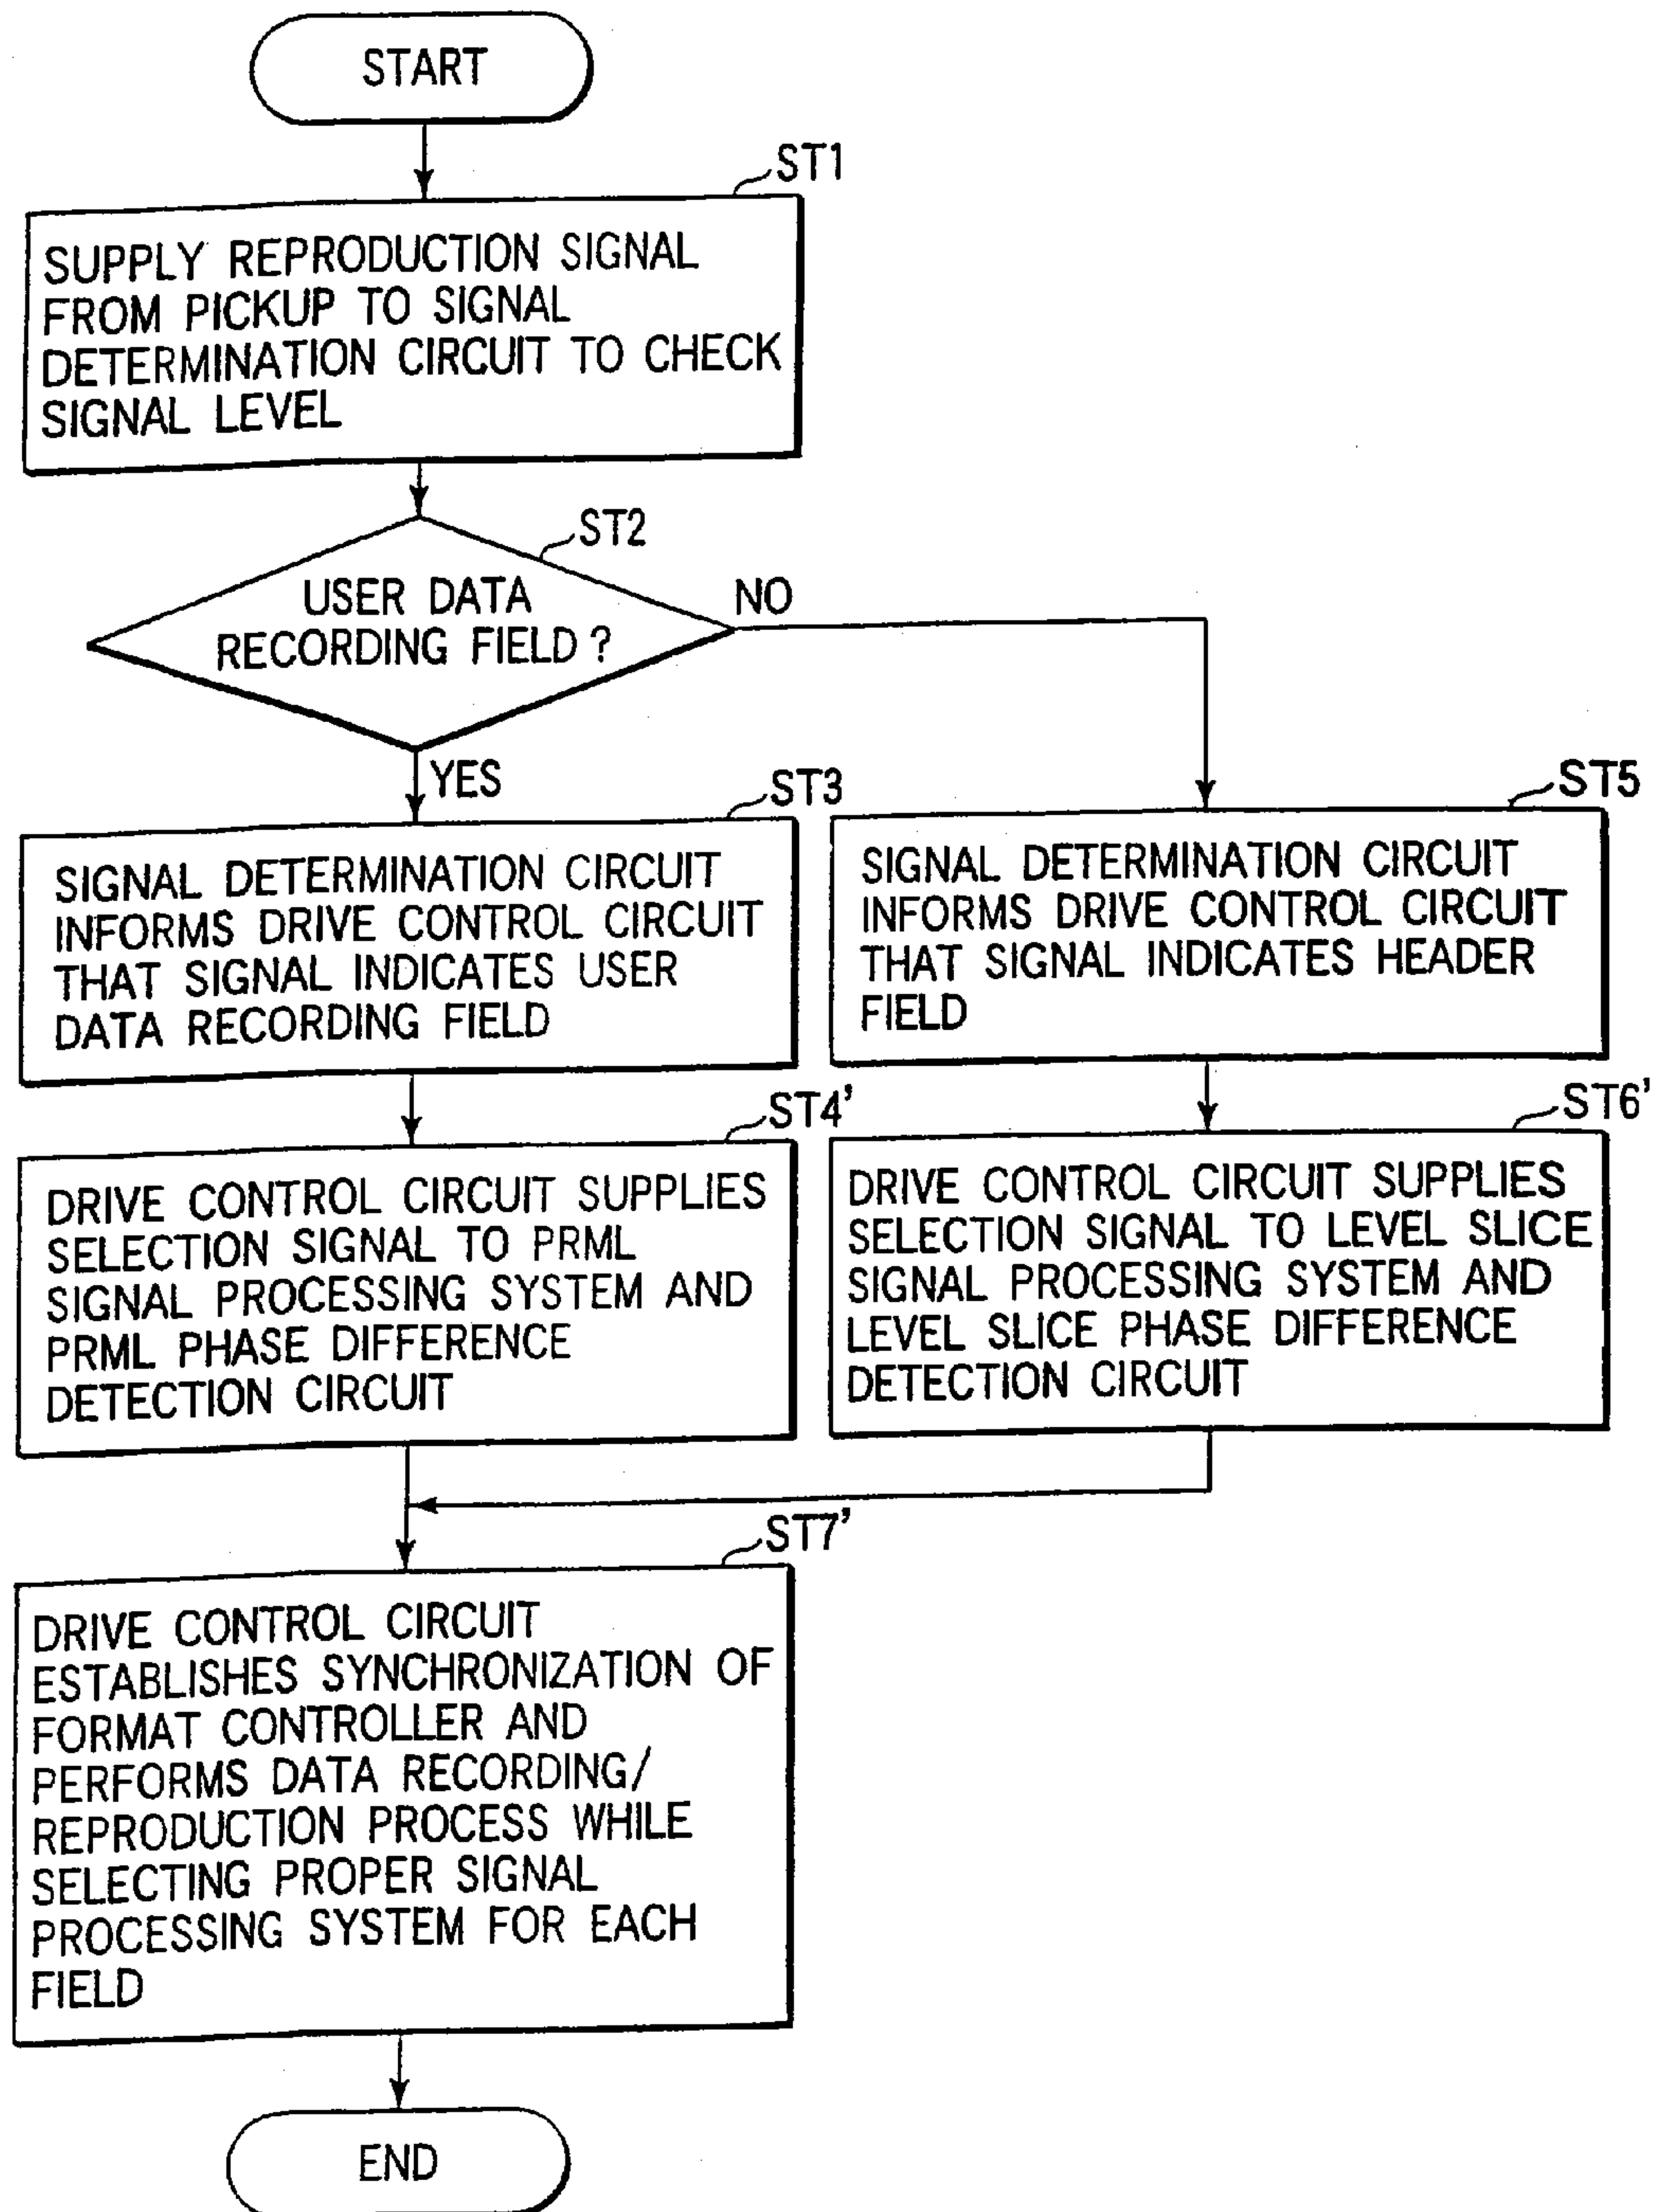 START
ST1
SUPPLY REPRODUCTION SIGNAL
FROM PICKUP TO SIGNAL
DETERMINATION CIRCUIT TO CHECK
SIGNAL LEVEL
ST2
USER DATA
RECORDING FIELD ?
NO
YES
ST3
SIGNAL DETERMINATION CIRCUIT
INFORMS DRIVE CONTROL CIRCUIT
THAT SIGNAL INDICATES USER
DATA RECORDING FIELD
ST5
SIGNAL DETERMINATION CIRCUIT
INFORMS DRIVE CONTROL CIRCUIT
THAT SIGNAL INDICATES HEADER
FIELD
ST4'
DRIVE CONTROL CIRCUIT SUPPLIES
SELECTION SIGNAL TO PRML
SIGNAL PROCESSING SYSTEM AND
PRML PHASE DIFFERENCE
DETECTION CIRCUIT
ST6'
DRIVE CONTROL CIRCUIT SUPPLIES
SELECTION SIGNAL TO LEVEL SLICE
SIGNAL PROCESSING SYSTEM AND
LEVEL SLICE PHASE DIFFERENCE
DETECTION CIRCUIT
ST7'
DRIVE CONTROL CIRCUIT
ESTABLISHES SYNCHRONIZATION OF
FORMAT CONTROLLER AND
PERFORMS DATA RECORDING/
REPRODUCTION PROCESS WHILE
SELECTING PROPER SIGNAL
PROCESSING SYSTEM FOR EACH
FIELD
END